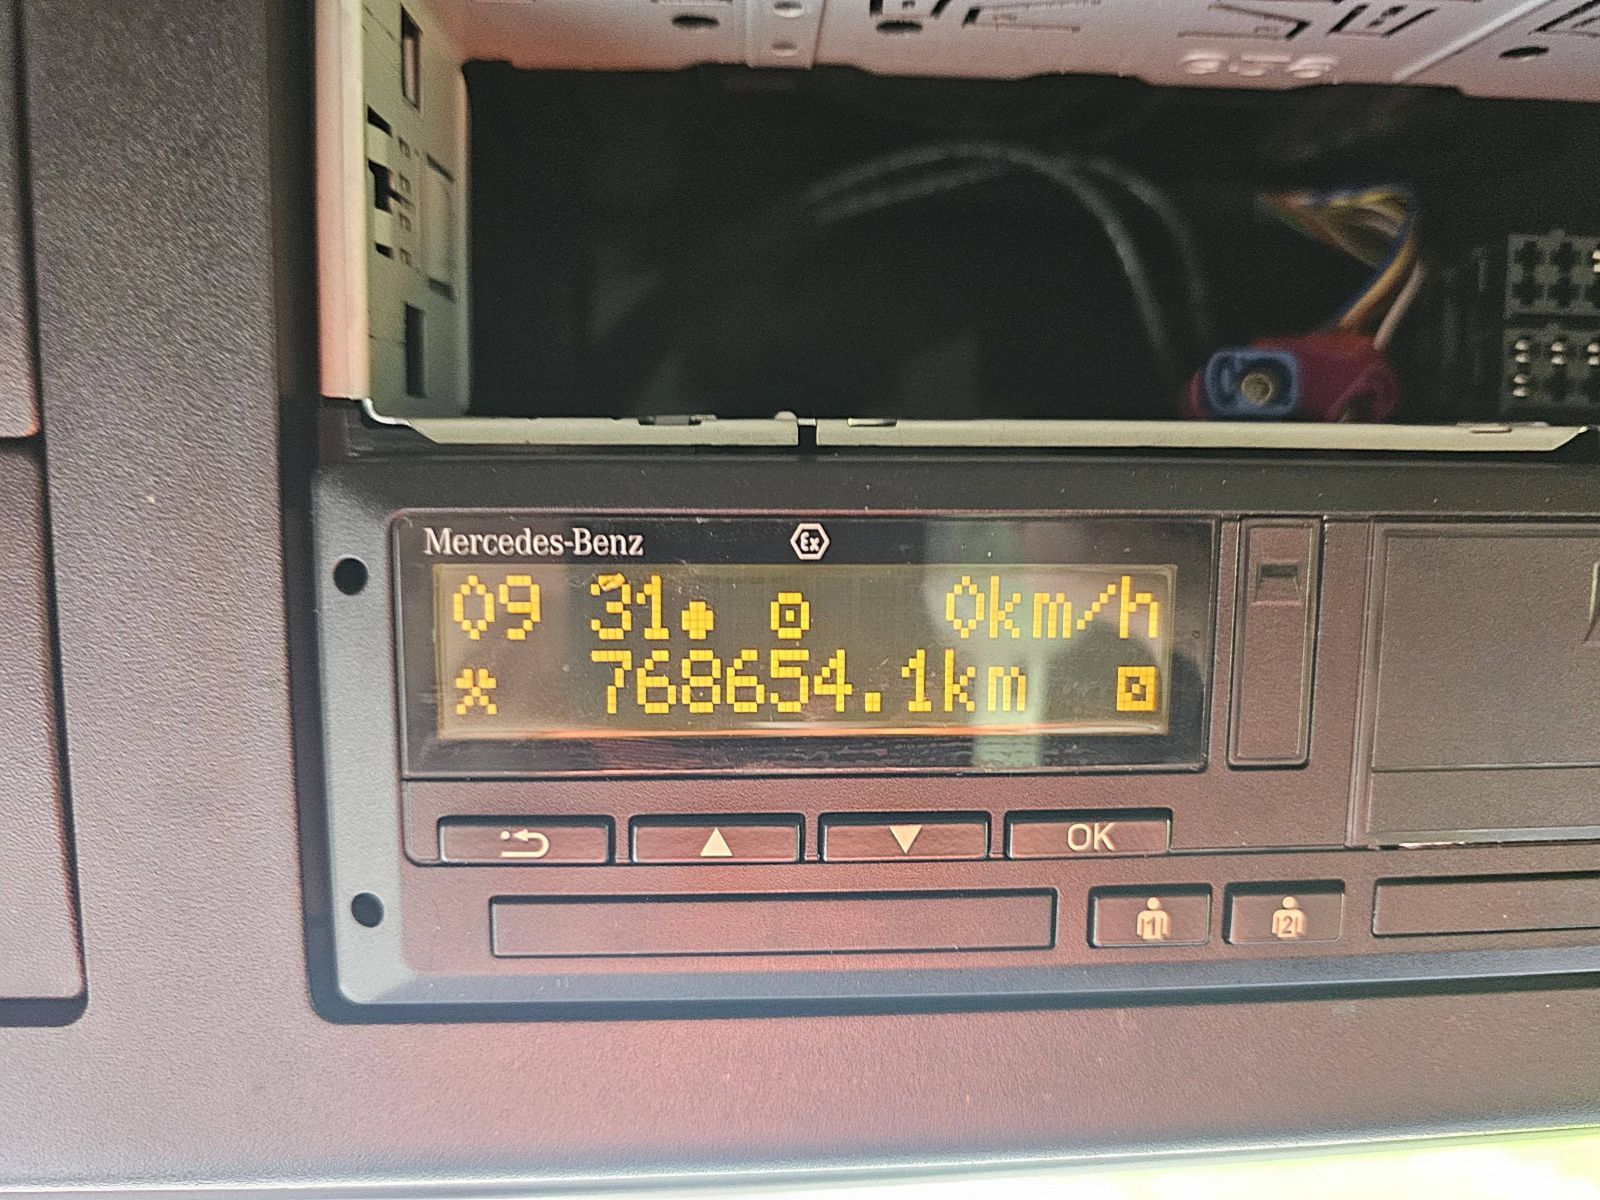 Mercedes-Benz
Ex
09 31 0km/h
768654.1km
OK
1 2